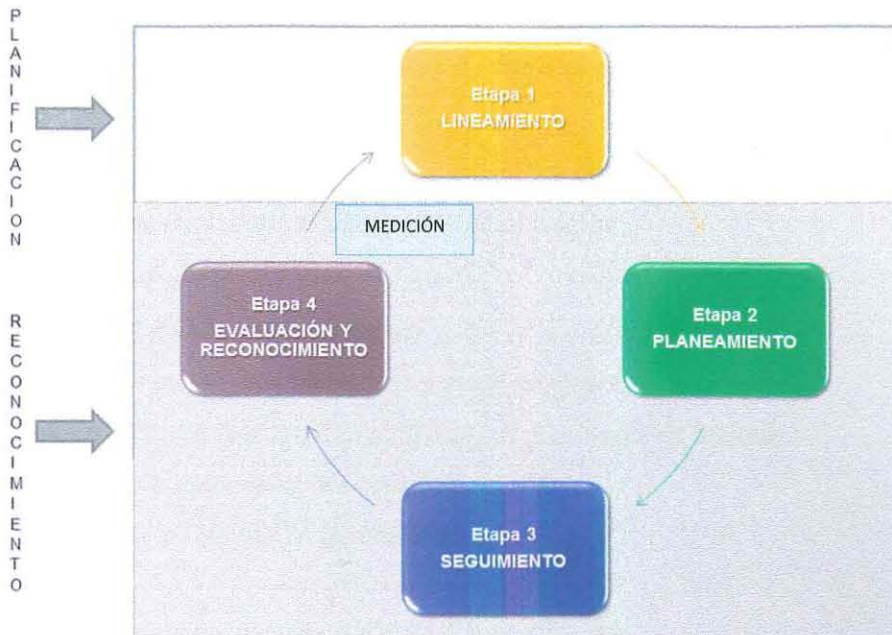 PLANIFICACION
Etapa 1
LINEAMIENTO
MEDICIÓN
Etapa 4
EVALUACIÓN Y
RECONOCIMIENTO
Etapa 2
PLANEAMIENTO
RECONOCIMIENTO
Etapa 3
SEGUIMIENTO